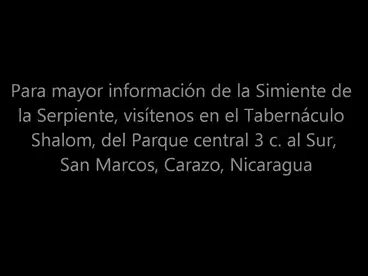 Para mayor información de la Simiente de
la Serpiente, visítenos en el Tabernáculo
Shalom, del Parque central 3 c. al Sur,
San Marcos, Carazo, Nicaragua